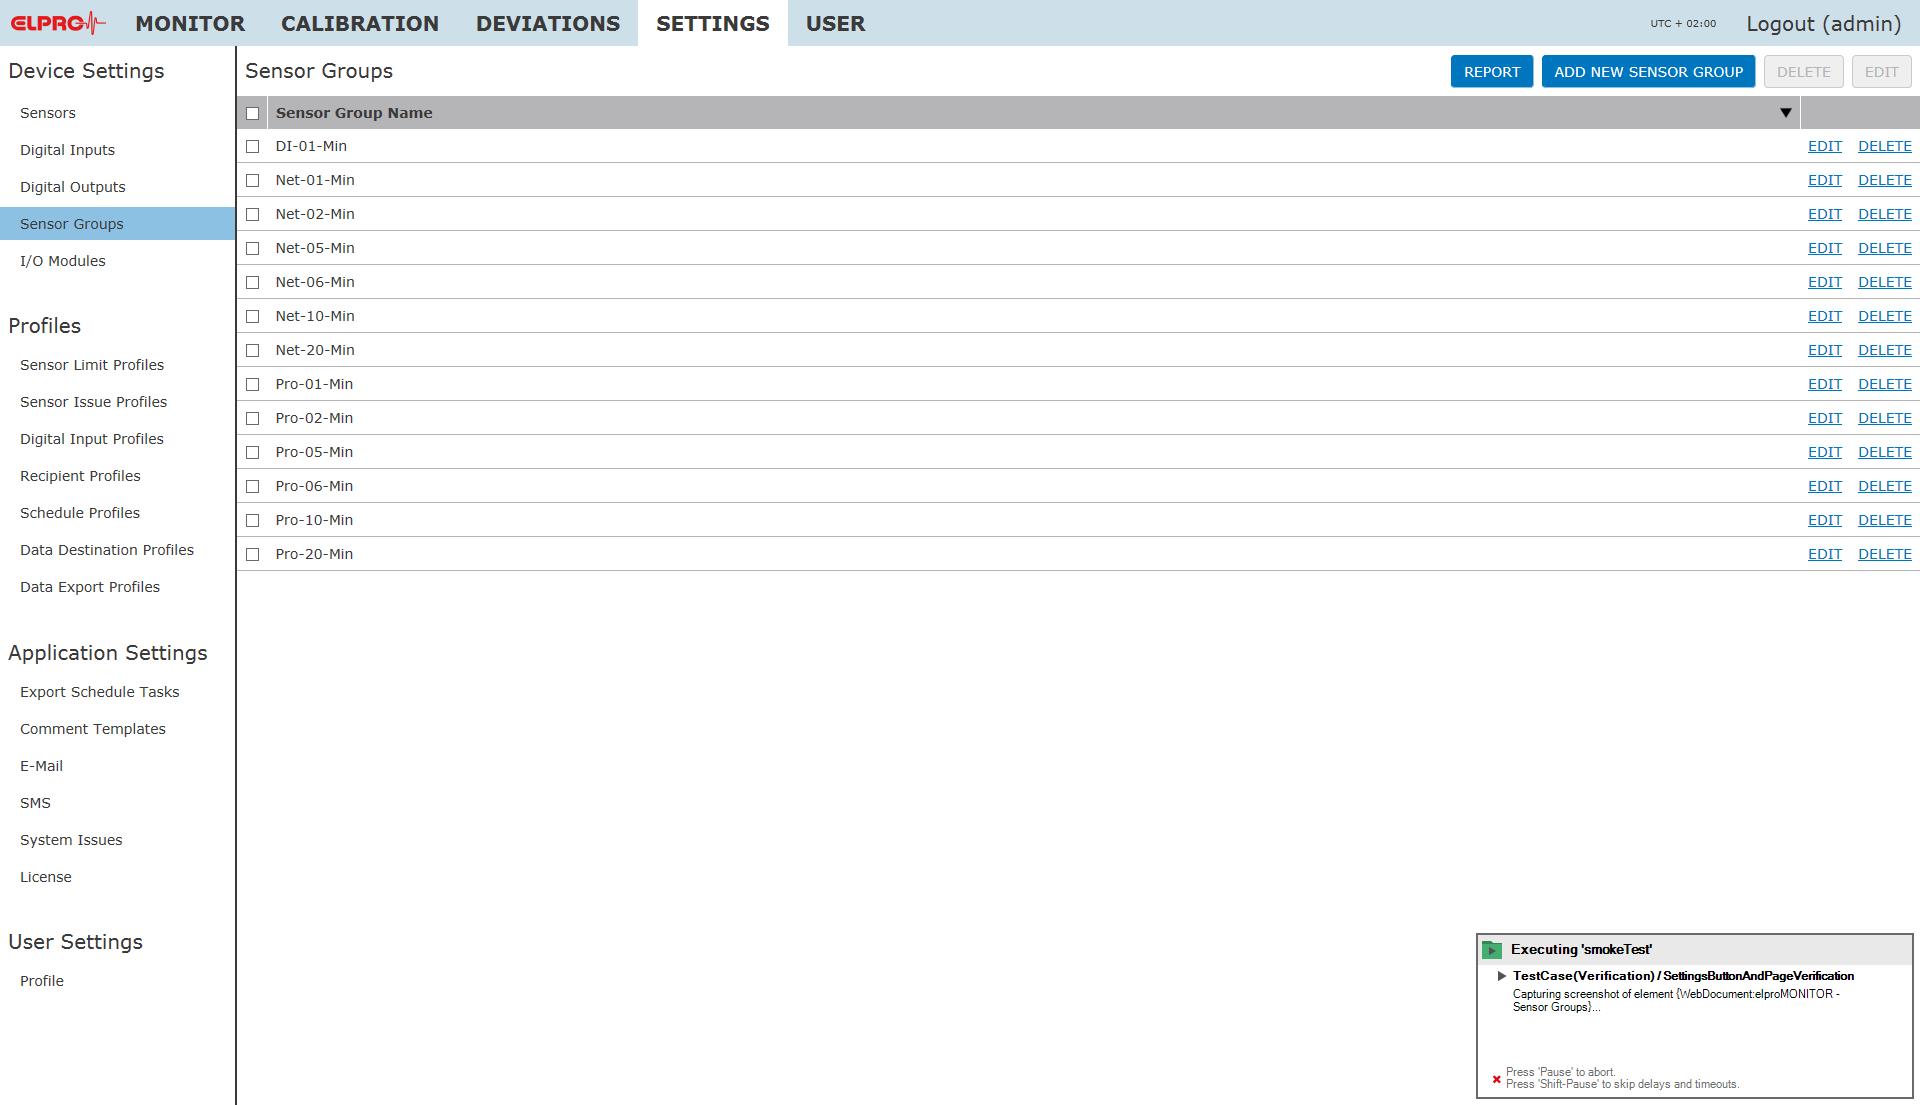 ELPRO MONITOR CALIBRATION DEVIATIONS SETTINGS USER UTC + 02:00 Logout (admin)
Device Settings
Sensors
Digital Inputs
Digital Outputs
Sensor Groups
I/O Modules
Profiles
Sensor Limit Profiles
Sensor Issue Profiles
Digital Input Profiles
Recipient Profiles
Schedule Profiles
Data Destination Profiles
Data Export Profiles
Application Settings
Export Schedule Tasks
Comment Templates
E-Mail
SMS
System Issues
License
User Settings
Profile
Sensor Groups REPORT ADD NEW SENSOR GROUP DELETE EDIT
Sensor Group Name
DI-01-Min EDIT DELETE
Net-01-Min EDIT DELETE
Net-02-Min EDIT DELETE
Net-05-Min EDIT DELETE
Net-06-Min EDIT DELETE
Net-10-Min EDIT DELETE
Net-20-Min EDIT DELETE
Pro-01-Min EDIT DELETE
Pro-02-Min EDIT DELETE
Pro-05-Min EDIT DELETE
Pro-06-Min EDIT DELETE
Pro-10-Min EDIT DELETE
Pro-20-Min EDIT DELETE
Executing 'smokeTest'
TestCase(Verification) / SettingsButtonAndPageVerification
Capturing screenshot of element {WebDocument:elproMONITOR -
Sensor Groups}...
Press 'Pause' to abort.
Press 'Shift-Pause' to skip delays and timeouts.